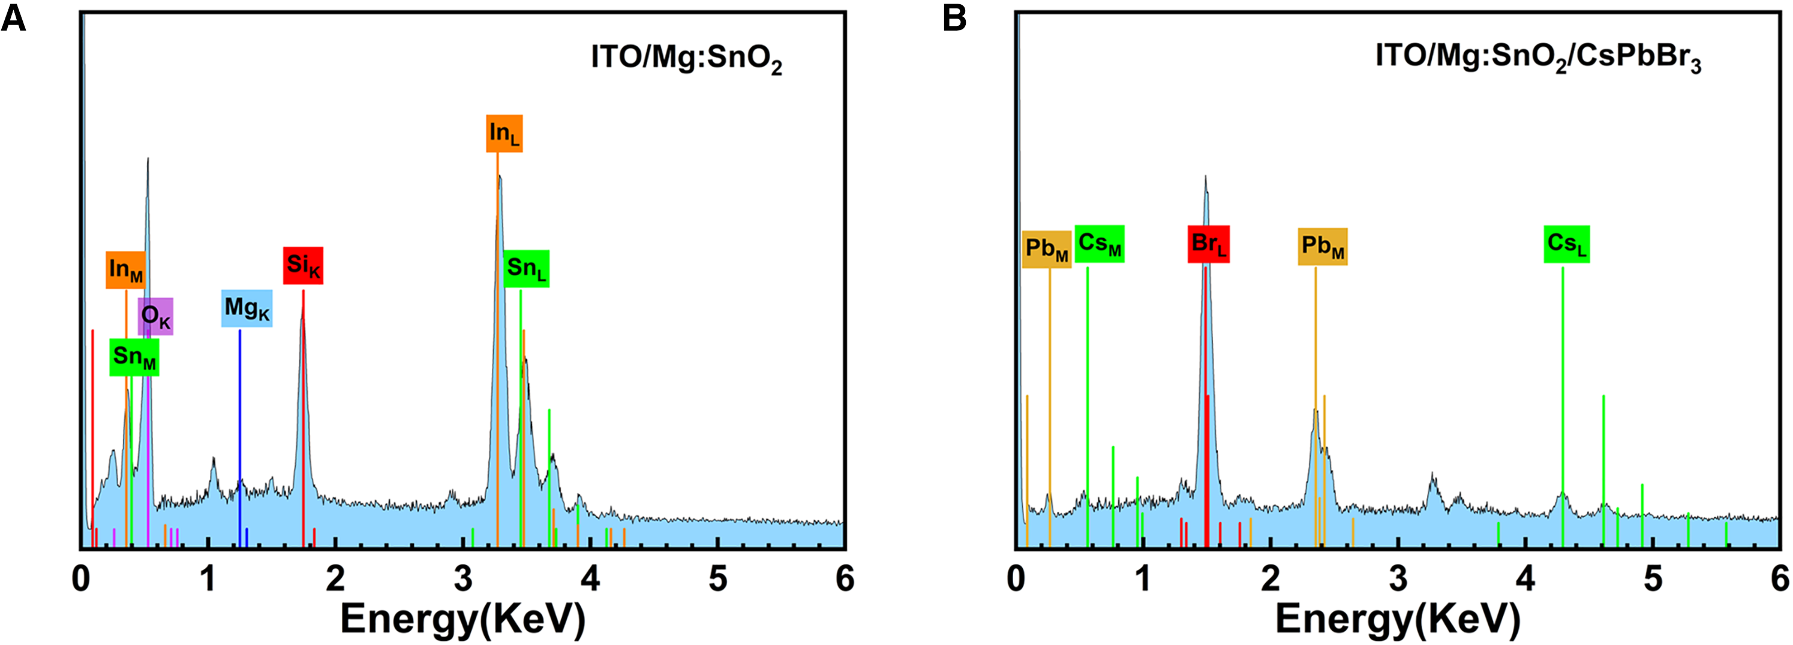 A
ITO/Mg:SnO2
InL
InM
SnL
SiK
OK
MgK
SnM
0 1 2 3 4 5 6
Energy(KeV)
B
ITO/Mg:SnO2/CsPbBr3
PbM CsM BrL PbM CsL
0 1 2 3 4 5 6
Energy(KeV)